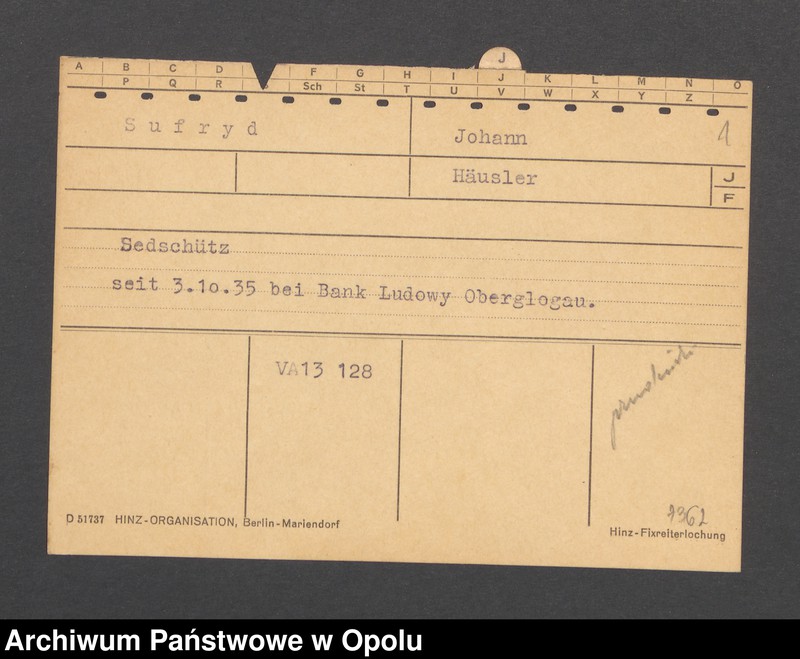 J
A B C D F G H I J K L M N O
P Q R Sch St T U V W X Y Z
Sufryd
Johann
1
Häusler
J
F
Sedschütz
seit 3.10.35 bei Bank Ludowy Oberglogau.
VA13 128
1362
D 51737 HINZ-ORGANISATION, Berlin-Mariendorf
Hinz-Fixreiterlochung
Archiwum Państwowe w Opolu